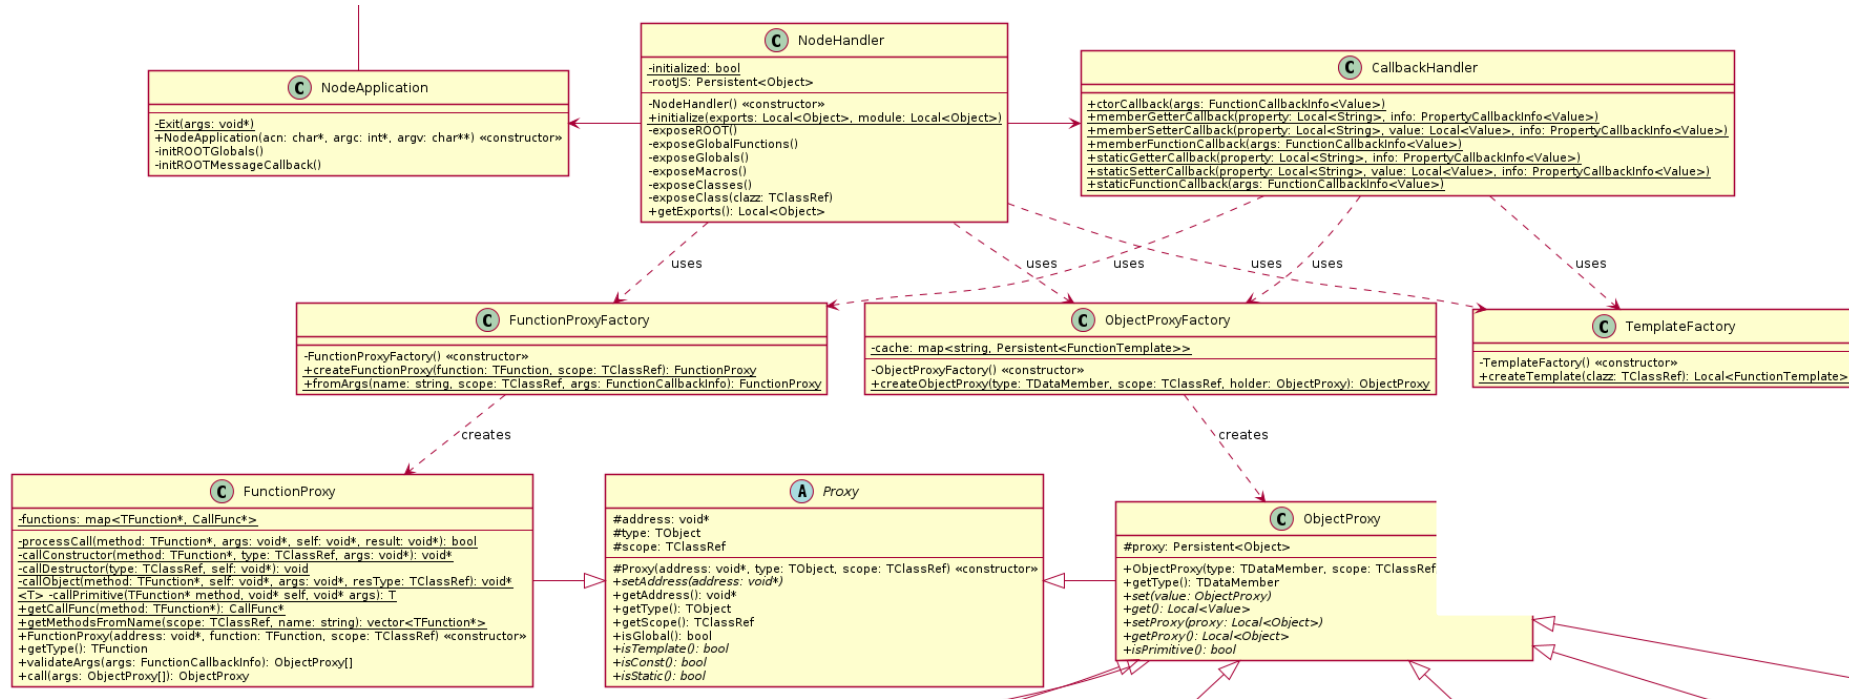 C NodeApplication
-Exit(args: void*)
+NodeApplication(acn: char*, argc: int*, argv: char**) «constructor»
-initROOTGlobals()
-initROOTMessageCallback()
C NodeHandler
-initialized: bool
-rootJS: Persistent<Object>
-NodeHandler() «constructor»
+initialize(exports: Local<Object>, module: Local<Object>)
-exposeROOT()
-exposeGlobalFunctions()
-exposeGlobals()
-exposeMacros()
-exposeClasses()
-exposeClass(clazz: TClassRef)
+getExports(): Local<Object>
C CallbackHandler
+ctorCallback(args: FunctionCallbackInfo<Value>)
+memberGetterCallback(property: Local<String>, info: PropertyCallbackInfo<Value>)
+memberSetterCallback(property: Local<String>, value: Local<Value>, info: PropertyCallbackInfo<Value>)
+memberFunctionCallback(args: FunctionCallbackInfo<Value>)
+staticGetterCallback(property: Local<String>, info: PropertyCallbackInfo<Value>)
+staticSetterCallback(property: Local<String>, value: Local<Value>, info: PropertyCallbackInfo<Value>)
+staticFunctionCallback(args: FunctionCallbackInfo<Value>)
uses
uses
uses
uses
uses
uses
C FunctionProxyFactory
-FunctionProxyFactory() «constructor»
+createFunctionProxy(function: TFunction, scope: TClassRef): FunctionProxy
+fromArgs(name: string, scope: TClassRef, args: FunctionCallbackInfo): FunctionProxy
C ObjectProxyFactory
-cache: map<string, Persistent<FunctionTemplate>>
-ObjectProxyFactory() «constructor»
+createObjectProxy(type: TDataMember, scope: TClassRef, holder: ObjectProxy): ObjectProxy
C TemplateFactory
-TemplateFactory() «constructor»
+createTemplate(clazz: TClassRef): Local<FunctionTemplate>
creates
creates
C FunctionProxy
-functions: map<TFunction*, CallFunc*>
-processCall(method: TFunction*, args: void*, self: void*, result: void*): bool
-callConstructor(method: TFunction*, type: TClassRef, args: void*): void*
-callDestructor(type: TClassRef, self: void*): void
-callObject(method: TFunction*, self: void*, args: void*, resType: TClassRef): void*
<T> -callPrimitive(TFunction* method, void* self, void* args): T
+getCallFunc(method: TFunction*): CallFunc*
+getMethodsFromName(scope: TClassRef, name: string): vector<TFunction*>
+FunctionProxy(address: void*, function: TFunction, scope: TClassRef) «constructor»
+getType(): TFunction
+validateArgs(args: FunctionCallbackInfo): ObjectProxy[]
+call(args: ObjectProxy[]): ObjectProxy
A Proxy
#address: void*
#type: TObject
#scope: TClassRef
#Proxy(address: void*, type: TObject, scope: TClassRef) «constructor»
+setAddress(address: void*)
+getAddress(): void*
+getType(): TObject
+getScope(): TClassRef
+isGlobal(): bool
+isTemplate(): bool
+isConst(): bool
+isStatic(): bool
C ObjectProxy
#proxy: Persistent<Object>
+ObjectProxy(type: TDataMember, scope: TClassRef
+getType(): TDataMember
+set(value: ObjectProxy)
+get(): Local<Value>
+setProxy(proxy: Local<Object>)
+getProxy(): Local<Object>
+isPrimitive(): bool